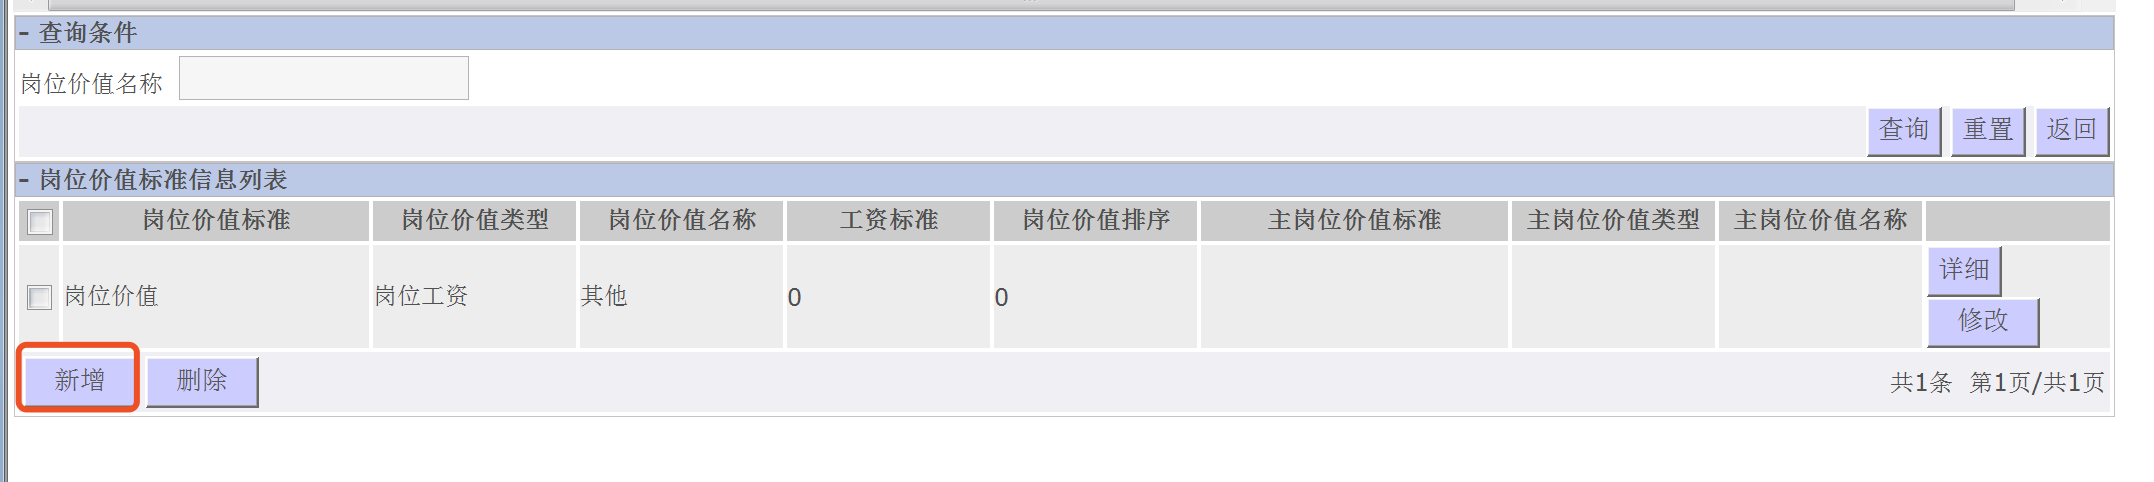 - 查询条件
岗位价值名称
查询 重置 返回
- 岗位价值标准信息列表
岗位价值标准 岗位价值类型 岗位价值名称 工资标准 岗位价值排序 主岗位价值标准 主岗位价值类型 主岗位价值名称
岗位价值 岗位工资 其他 0 0 详细
修改
新增 删除 共1条 第1页/共1页